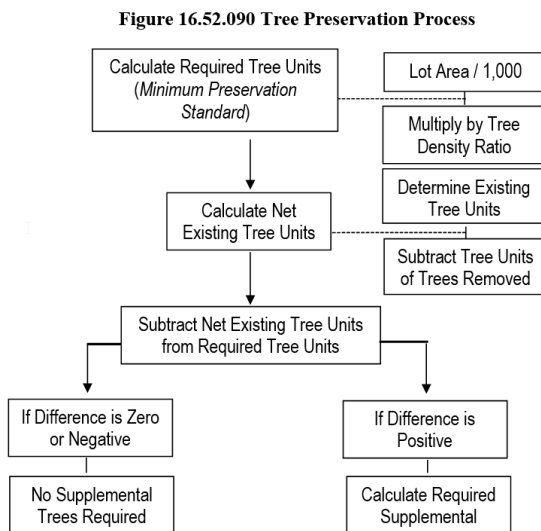 Figure 16.52.090 Tree Preservation Process
Calculate Required Tree Units
(Minimum Preservation
Standard)
Lot Area / 1,000
Multiply by Tree
Density Ratio
Calculate Net
Existing Tree Units
Determine Existing
Tree Units
Subtract Tree Units
of Trees Removed
Subtract Net Existing Tree Units
from Required Tree Units
If Difference is Zero
or Negative
If Difference is
Positive
No Supplemental
Trees Required
Calculate Required
Supplemental